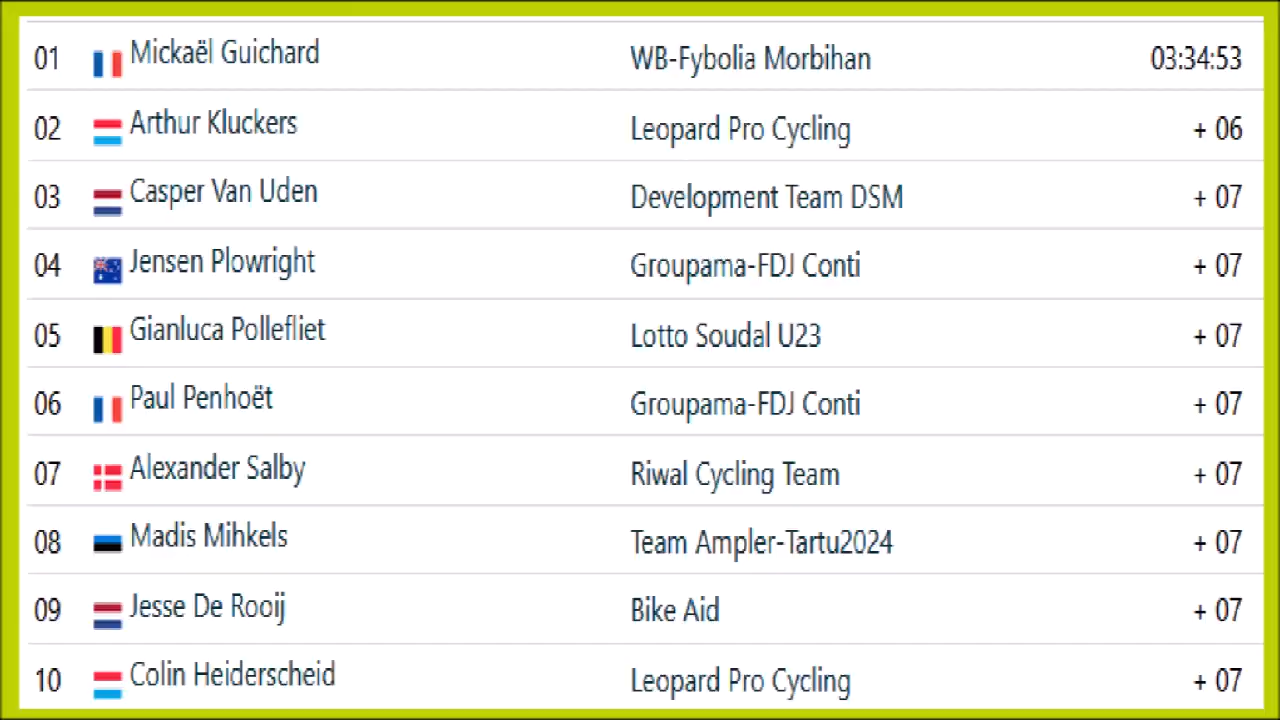 01 Mickaël Guichard WB-Fybolia Morbihan 03:34:53
02 Arthur Kluckers Leopard Pro Cycling + 06
03 Casper Van Uden Development Team DSM + 07
04 Jensen Plowright Groupama-FDJ Conti + 07
05 Gianluca Pollefliet Lotto Soudal U23 + 07
06 Paul Penhoët Groupama-FDJ Conti + 07
07 Alexander Salby Riwal Cycling Team + 07
08 Madis Mihkels Team Ampler-Tartu2024 + 07
09 Jesse De Rooij Bike Aid + 07
10 Colin Heiderscheid Leopard Pro Cycling + 07